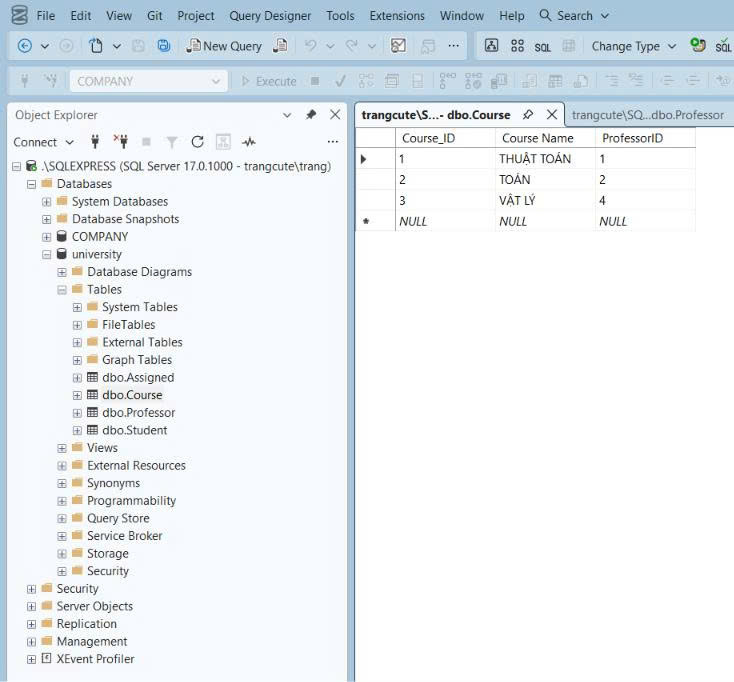 File Edit View Git Project Query Designer Tools Extensions Window Help Search
New Query SQL Change Type SQL
COMPANY Execute
Object Explorer
Connect
.\SQLEXPRESS (SQL Server 17.0.1000 - trangcute\trang)
Databases
System Databases
Database Snapshots
COMPANY
university
Database Diagrams
Tables
System Tables
FileTables
External Tables
Graph Tables
dbo.Assigned
dbo.Course
dbo.Professor
dbo.Student
Views
External Resources
Synonyms
Programmability
Query Store
Service Broker
Storage
Security
Security
Server Objects
Replication
Management
XEvent Profiler
trangcute\S...- dbo.Course trangcute\SQ...dbo.Professor
Course_ID Course Name ProfessorID
1 THUẬT TOÁN 1
2 TOÁN 2
3 VẬT LÝ 4
NULL NULL NULL